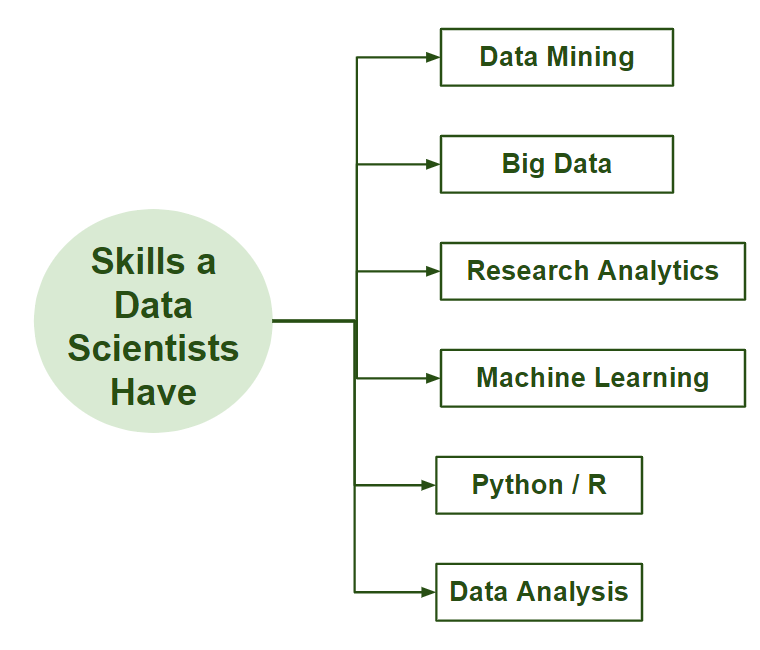 Skills a
Data
Scientists
Have
Data Mining
Big Data
Research Analytics
Machine Learning
Python / R
Data Analysis